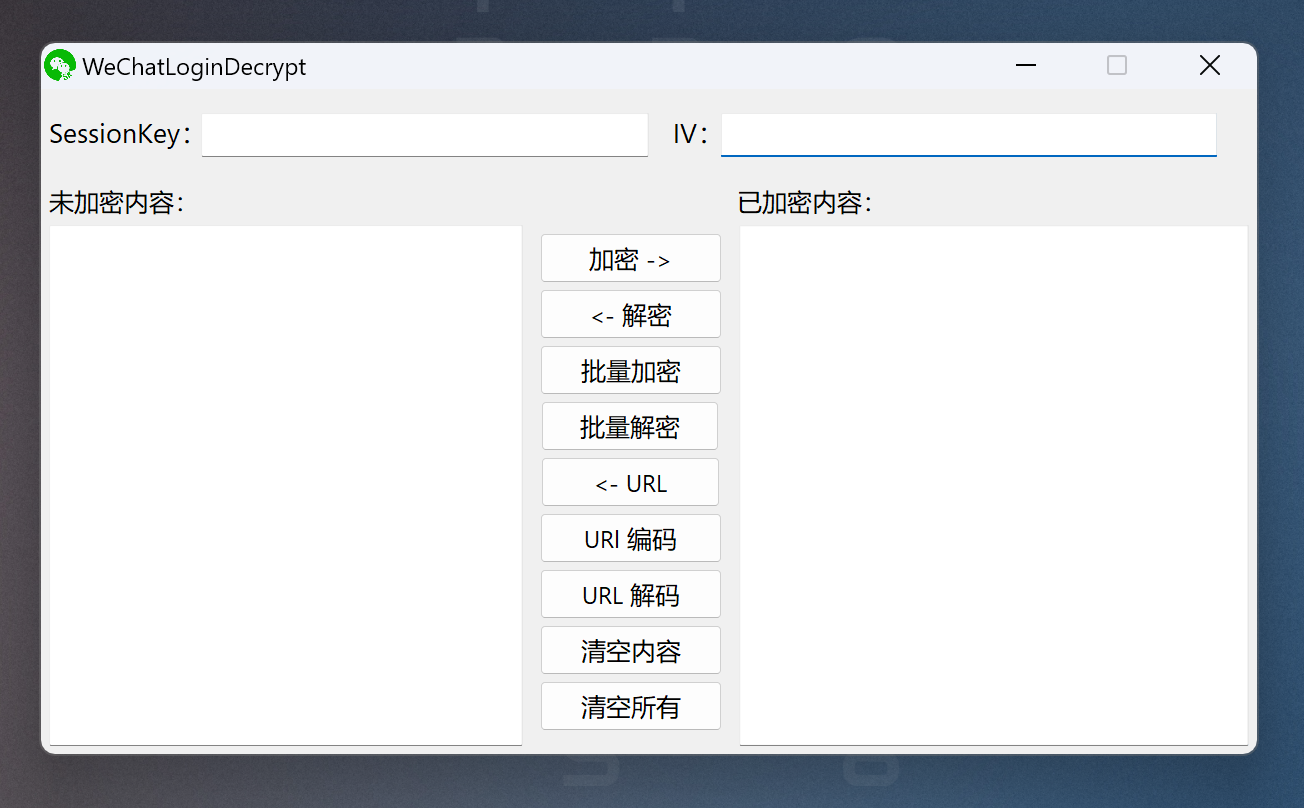 WeChatLoginDecrypt
SessionKey： IV：
未加密内容： 已加密内容：
加密 ->
<- 解密
批量加密
批量解密
<- URL
URl 编码
URL 解码
清空内容
清空所有